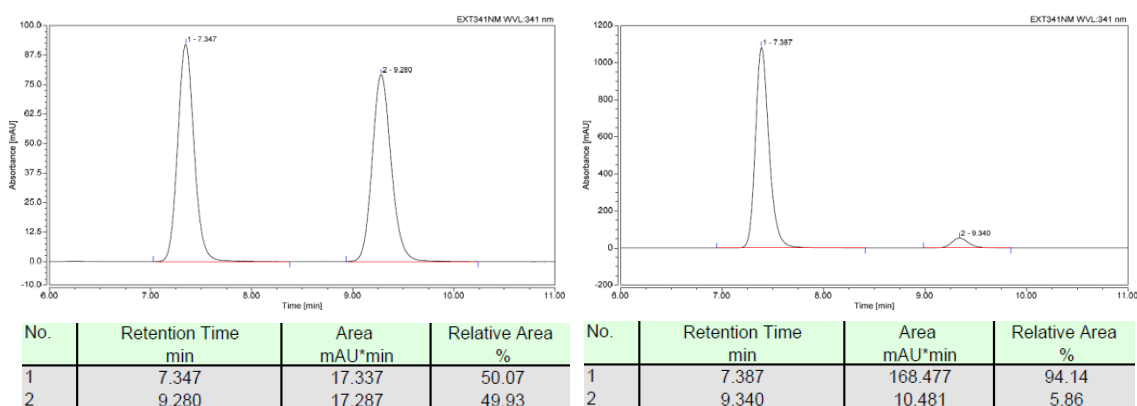 EXT341NM WVL:341 nm
100.0
87.5
75.0
62.5
50.0
37.5
25.0
12.5
0.0
-10.0
Absorbance [mAU]
1 - 7.347
2 - 9.280
6.00 7.00 8.00 9.00 10.00 11.00
Time [min]
EXT341NM WVL:341 nm
1200
1000
800
600
400
200
0
-200
Absorbance [mAU]
1 - 7.387
2 - 9.340
6.00 7.00 8.00 9.00 10.00 11.00
Time [min]
No. Retention Time Area Relative Area
min mAU*min %
1 7.347 17.337 50.07
2 9.280 17.287 49.93
No. Retention Time Area Relative Area
min mAU*min %
1 7.387 168.477 94.14
2 9.340 10.481 5.86